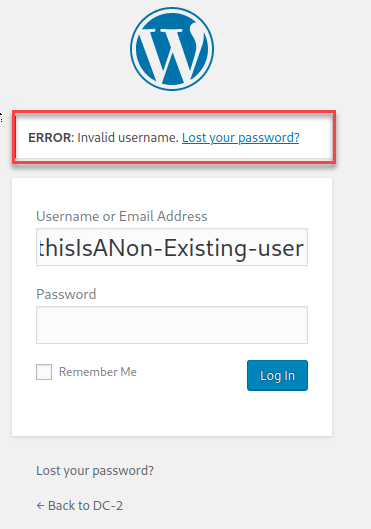 ERROR: Invalid username. Lost your password?
Username or Email Address
thisIsANon-Existing-user
Password
Remember Me
Log In
Lost your password?
← Back to DC-2